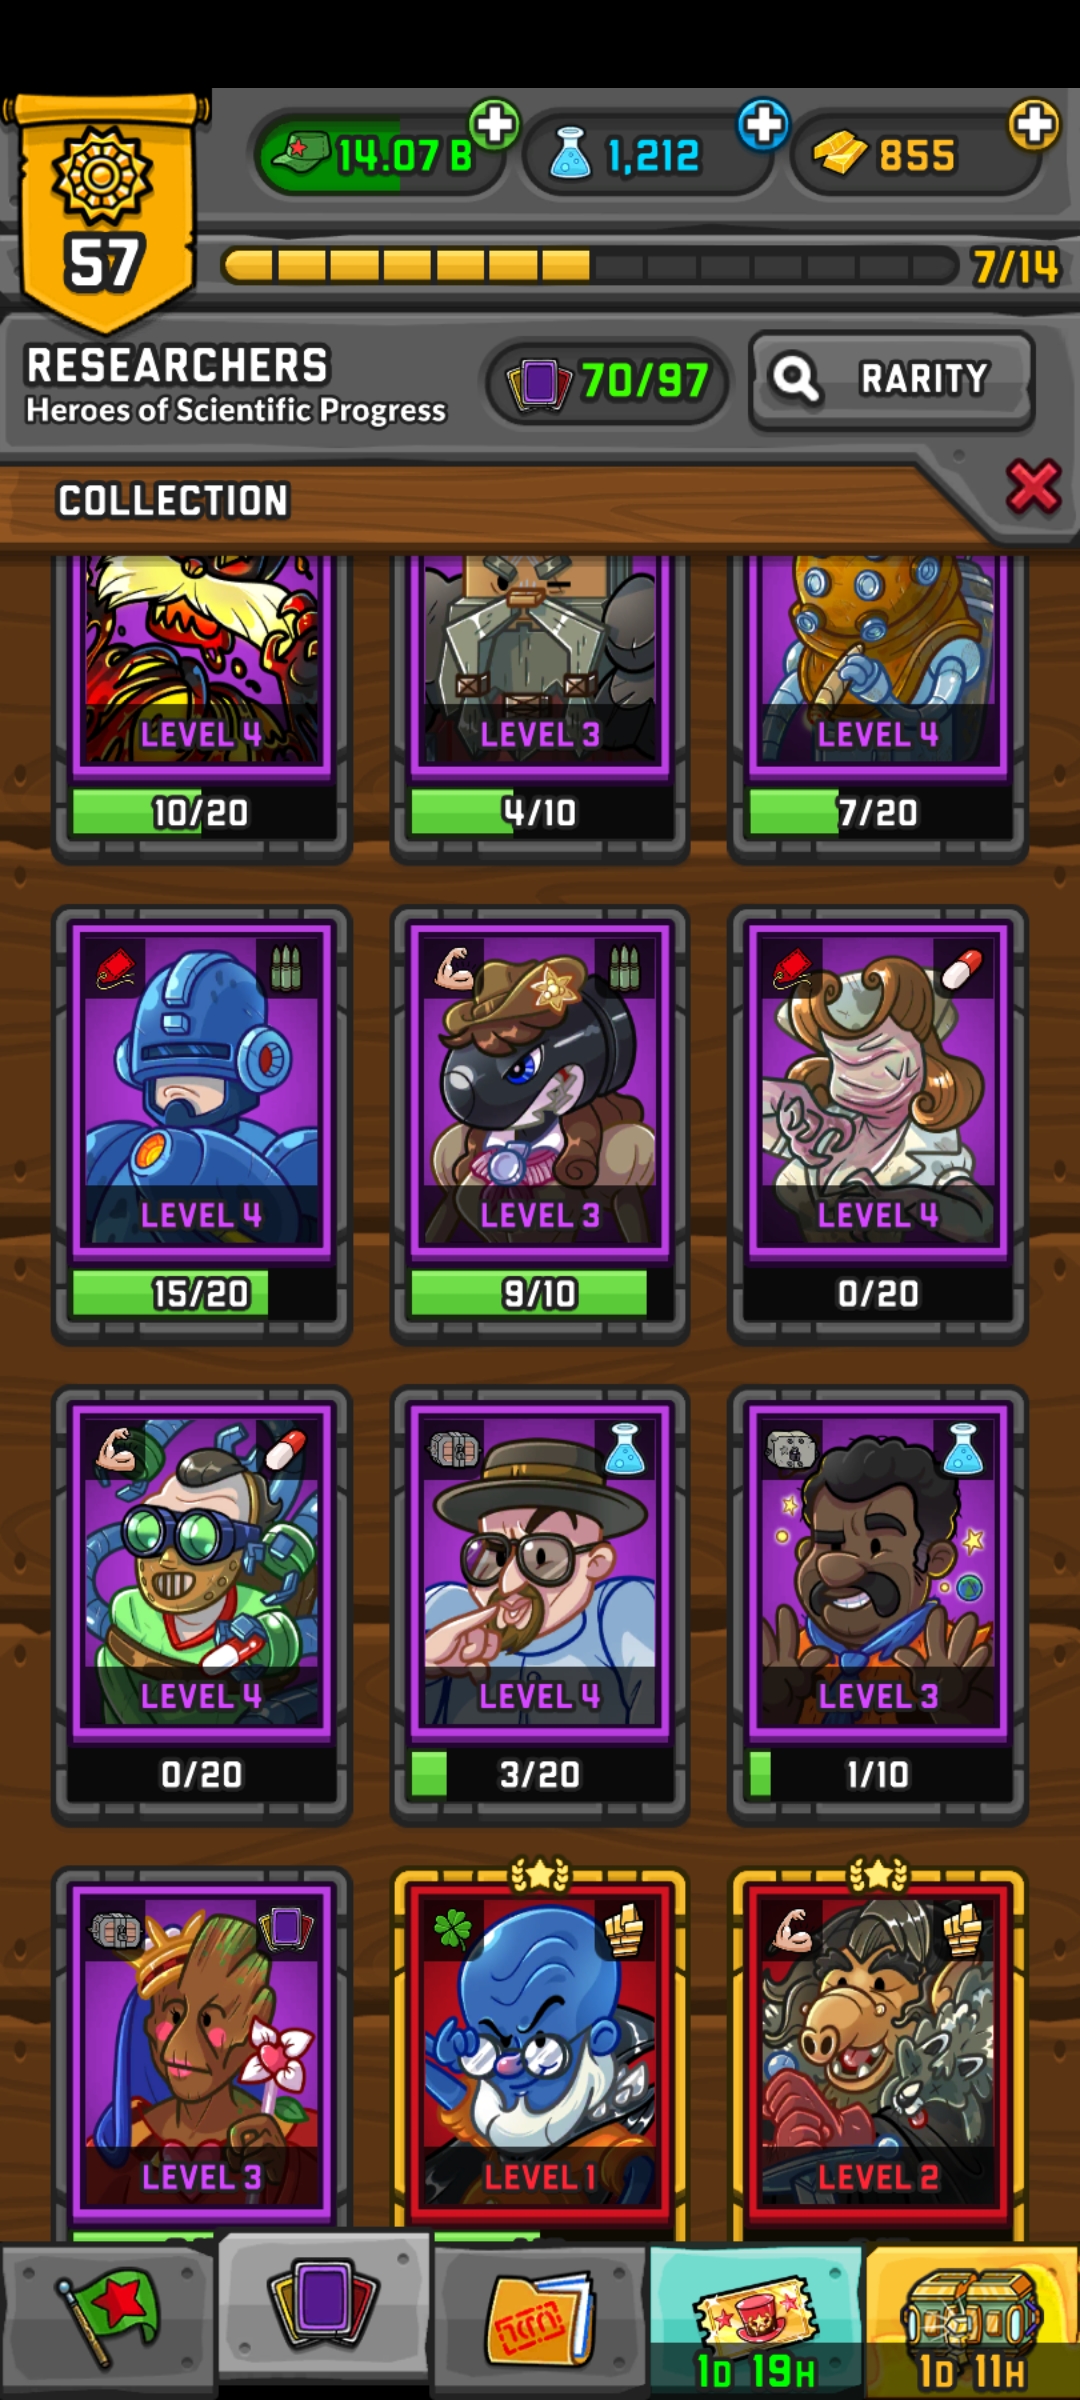 14.07 B
1,212
855
57
7/14
RESEARCHERS
Heroes of Scientific Progress
70/97
RARITY
COLLECTION
LEVEL 4
LEVEL 3
LEVEL 4
10/20
4/10
7/20
LEVEL 4
LEVEL 3
LEVEL 4
15/20
9/10
0/20
LEVEL 4
LEVEL 4
LEVEL 3
0/20
3/20
1/10
LEVEL 3
LEVEL 1
LEVEL 2
1D 19H
1D 11H